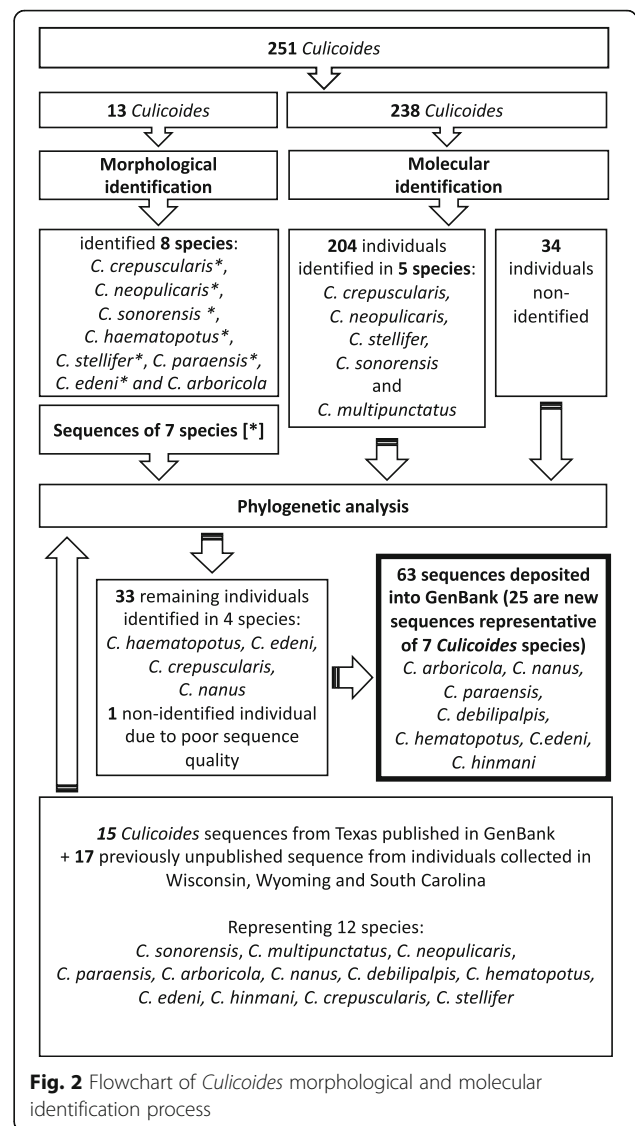 251 Culicoides
13 Culicoides
238 Culicoides
Morphological
identification
Molecular
identification
identified 8 species:
C. crepuscularis*,
C. neopulicaris*,
C. sonorensis *,
C. haematopotus*,
C. stellifer*, C. paraensis*,
C. edeni* and C. arboricola
204 individuals
identified in 5 species:
C. crepuscularis,
C. neopulicaris,
C. stellifer,
C. sonorensis
and
C. multipunctatus
34
individuals
non-
identified
Sequences of 7 species [*]
Phylogenetic analysis
33 remaining individuals
identified in 4 species:
C. haematopotus, C. edeni,
C. crepuscularis,
C. nanus
1 non-identified individual
due to poor sequence
quality
63 sequences deposited
into GenBank (25 are new
sequences representative
of 7 Culicoides species)
C. arboricola, C. nanus,
C. paraensis,
C. debilipalpis,
C. hematopotus, C.edeni,
C. hinmani
15 Culicoides sequences from Texas published in GenBank
+ 17 previously unpublished sequence from individuals collected in
Wisconsin, Wyoming and South Carolina
Representing 12 species:
C. sonorensis, C. multipunctatus, C. neopulicaris,
C. paraensis, C. arboricola, C. nanus, C. debilipalpis, C. hematopotus,
C. edeni, C. hinmani, C. crepuscularis, C. stellifer
Fig. 2 Flowchart of Culicoides morphological and molecular
identification process